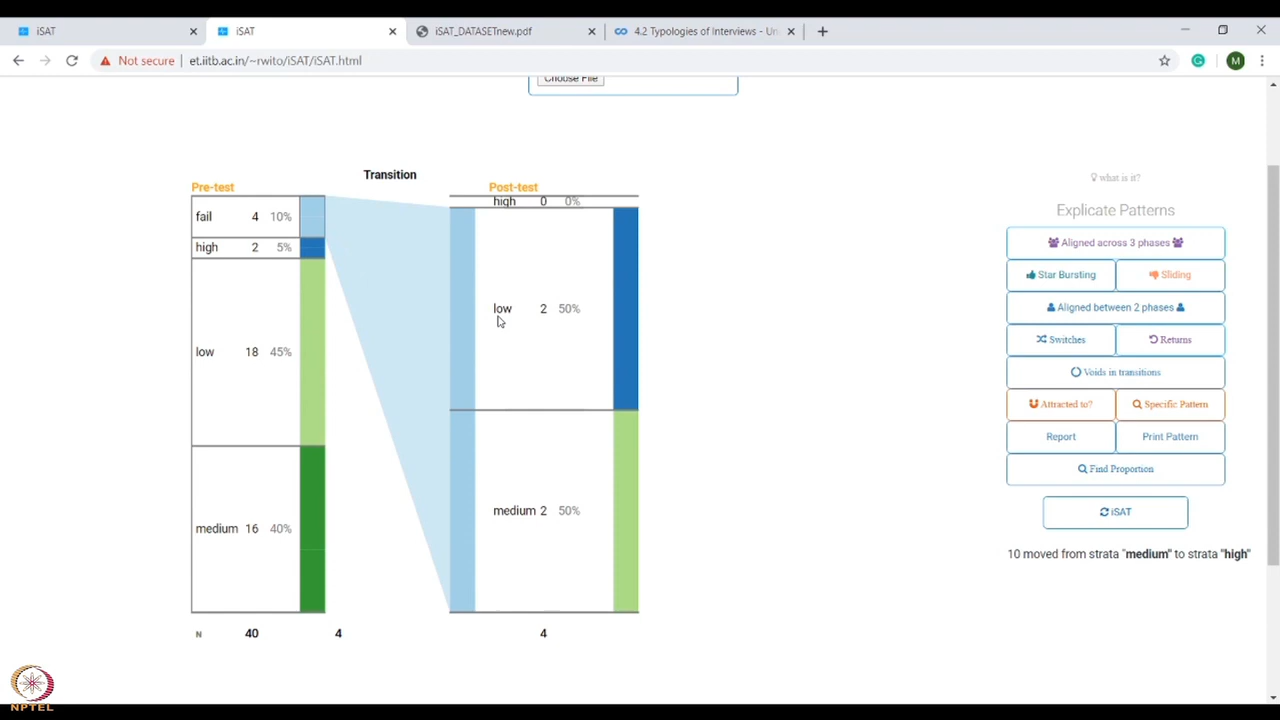 iSAT
iSAT
iSAT_DATASETnew.pdf
4.2 Typologies of Interviews - Un
Not secure
et.iitb.ac.in/~rwito/iSAT/iSAT.html
M
Choose File
Transition
Pre-test
Post-test
fail 4 10%
high 2 5%
low 18 45%
medium 16 40%
N 40 4
high 0 0%
low 2 50%
medium 2 50%
4
what is it?
Explicate Patterns
Aligned across 3 phases
Star Bursting
Sliding
Aligned between 2 phases
Switches
Returns
Voids in transitions
Attracted to?
Specific Pattern
Report
Print Pattern
Find Proportion
iSAT
10 moved from strata "medium" to strata "high"
NPTEL